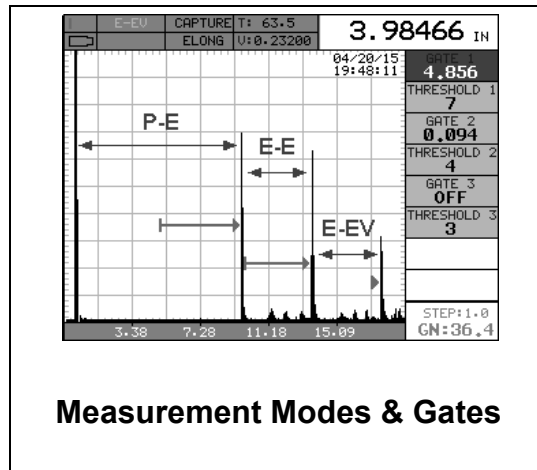 E-EV CAPTURE T: 63.5 3.98466 IN
ELONG V:0.23200
04/20/15
19:48:11
GATE 1
4.856
THRESHOLD 1
7
GATE 2
0.094
THRESHOLD 2
4
GATE 3
OFF
THRESHOLD 3
3
P-E
E-E
E-EV
STEP:1.0
GN:36.4
3.38 7.28 11.18 15.09
Measurement Modes & Gates